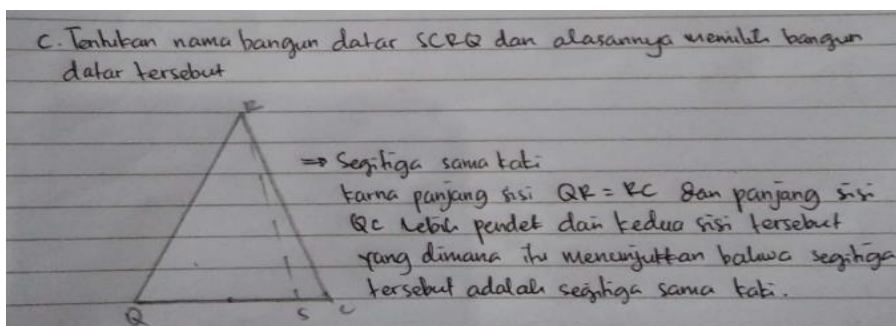 C. Tentukan nama bangun datar SCRQ dan alasannya memilih bangun
datar tersebut
R
⇒ Segitiga sama kaki
karna panjang sisi QR = RC dan panjang sisi
QC lebih pendek dari kedua sisi tersebut
yang dimana itu menunjukkan bahwa segitiga
tersebut adalah segitiga sama kaki.
Q S C